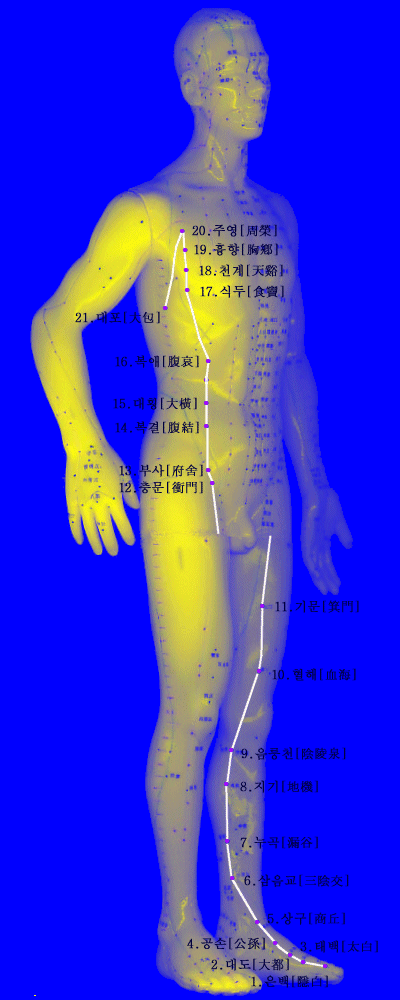 20.주영[周榮]
19.흉향[胸鄕]
18.천계[天谿]
17.식두[食竇]
21.대포[大包]
16.복애[腹哀]
15.대횡[大橫]
14.복결[腹結]
13.부사[府舍]
12.충문[衝門]
11.기문[箕門]
10.혈해[血海]
9.음릉천[陰陵泉]
8.지기[地機]
7.누곡[漏谷]
6.삼음교[三陰交]
5.상구[商丘]
4.공손[公孫]
3.태백[太白]
2.대도[大都]
1.은백[隱白]